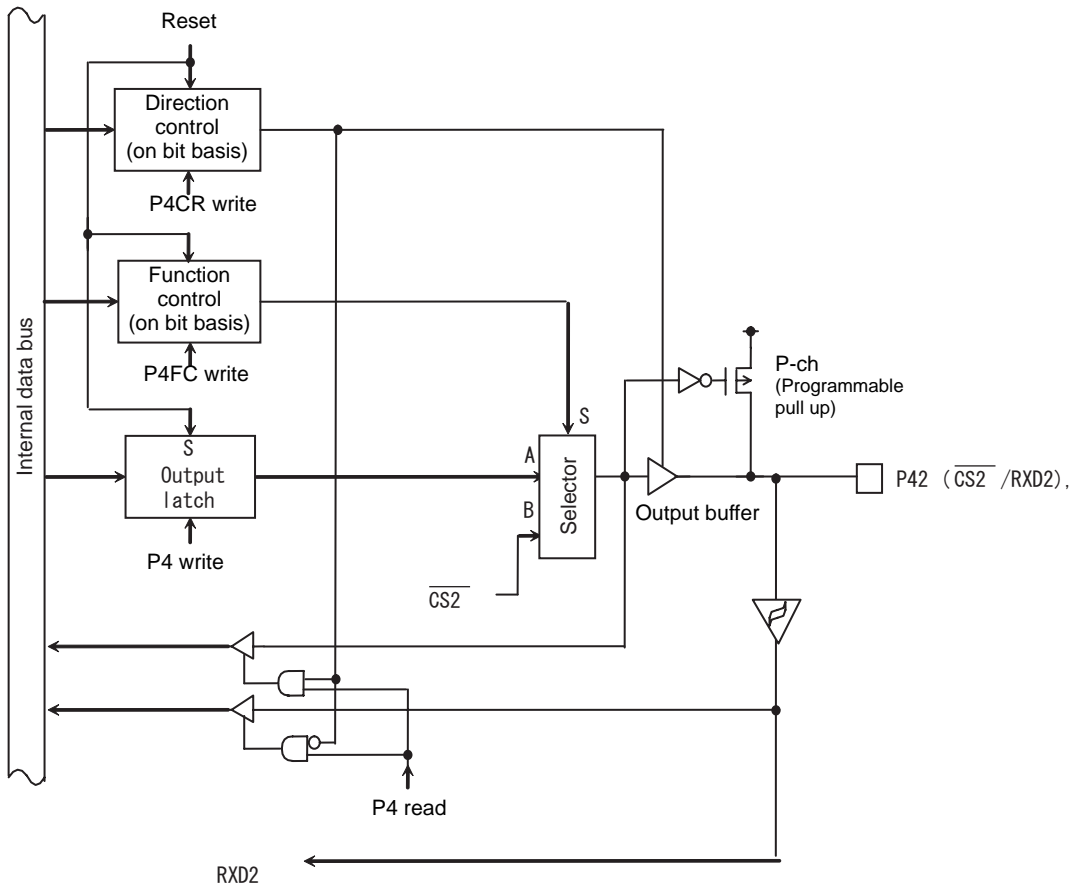 Reset
Direction
control
(on bit basis)
P4CR write
Function
control
(on bit basis)
P4FC write
Internal data bus
P-ch
(Programmable
pull up)
S
S
Output
latch
A
B
Selector
P42 (CS2 /RXD2),
Output buffer
P4 write
CS2
P4 read
RXD2